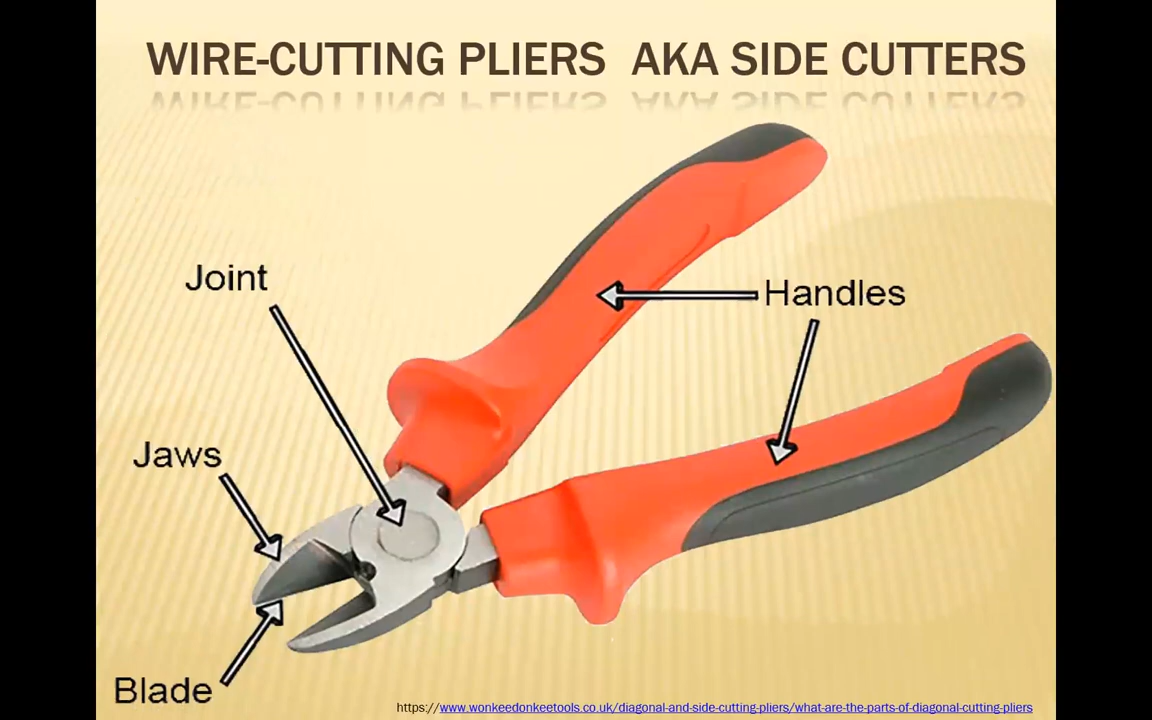 WIRE-CUTTING PLIERS AKA SIDE CUTTERS
Joint
Handles
Jaws
Blade
https://www.wonkeedonkeetools.co.uk/diagonal-and-side-cutting-pliers/what-are-the-parts-of-diagonal-cutting-pliers